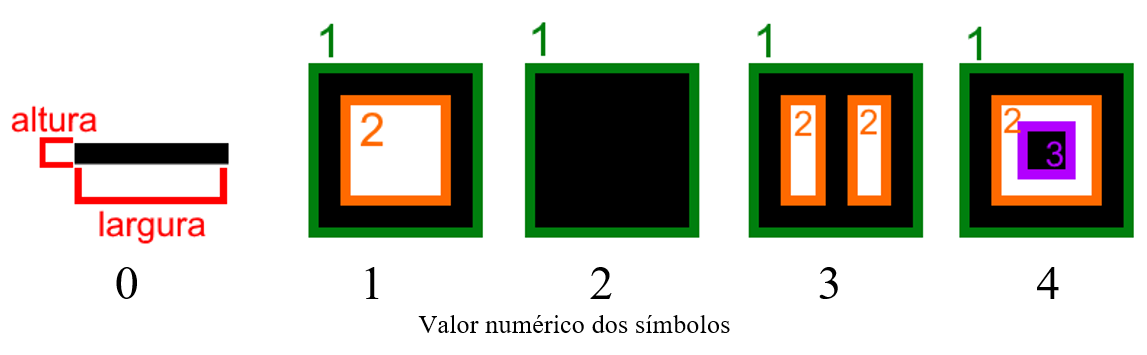 1 1 1 1
altura
2 2 2 2
3
largura
0 1 2 3 4
Valor numérico dos símbolos